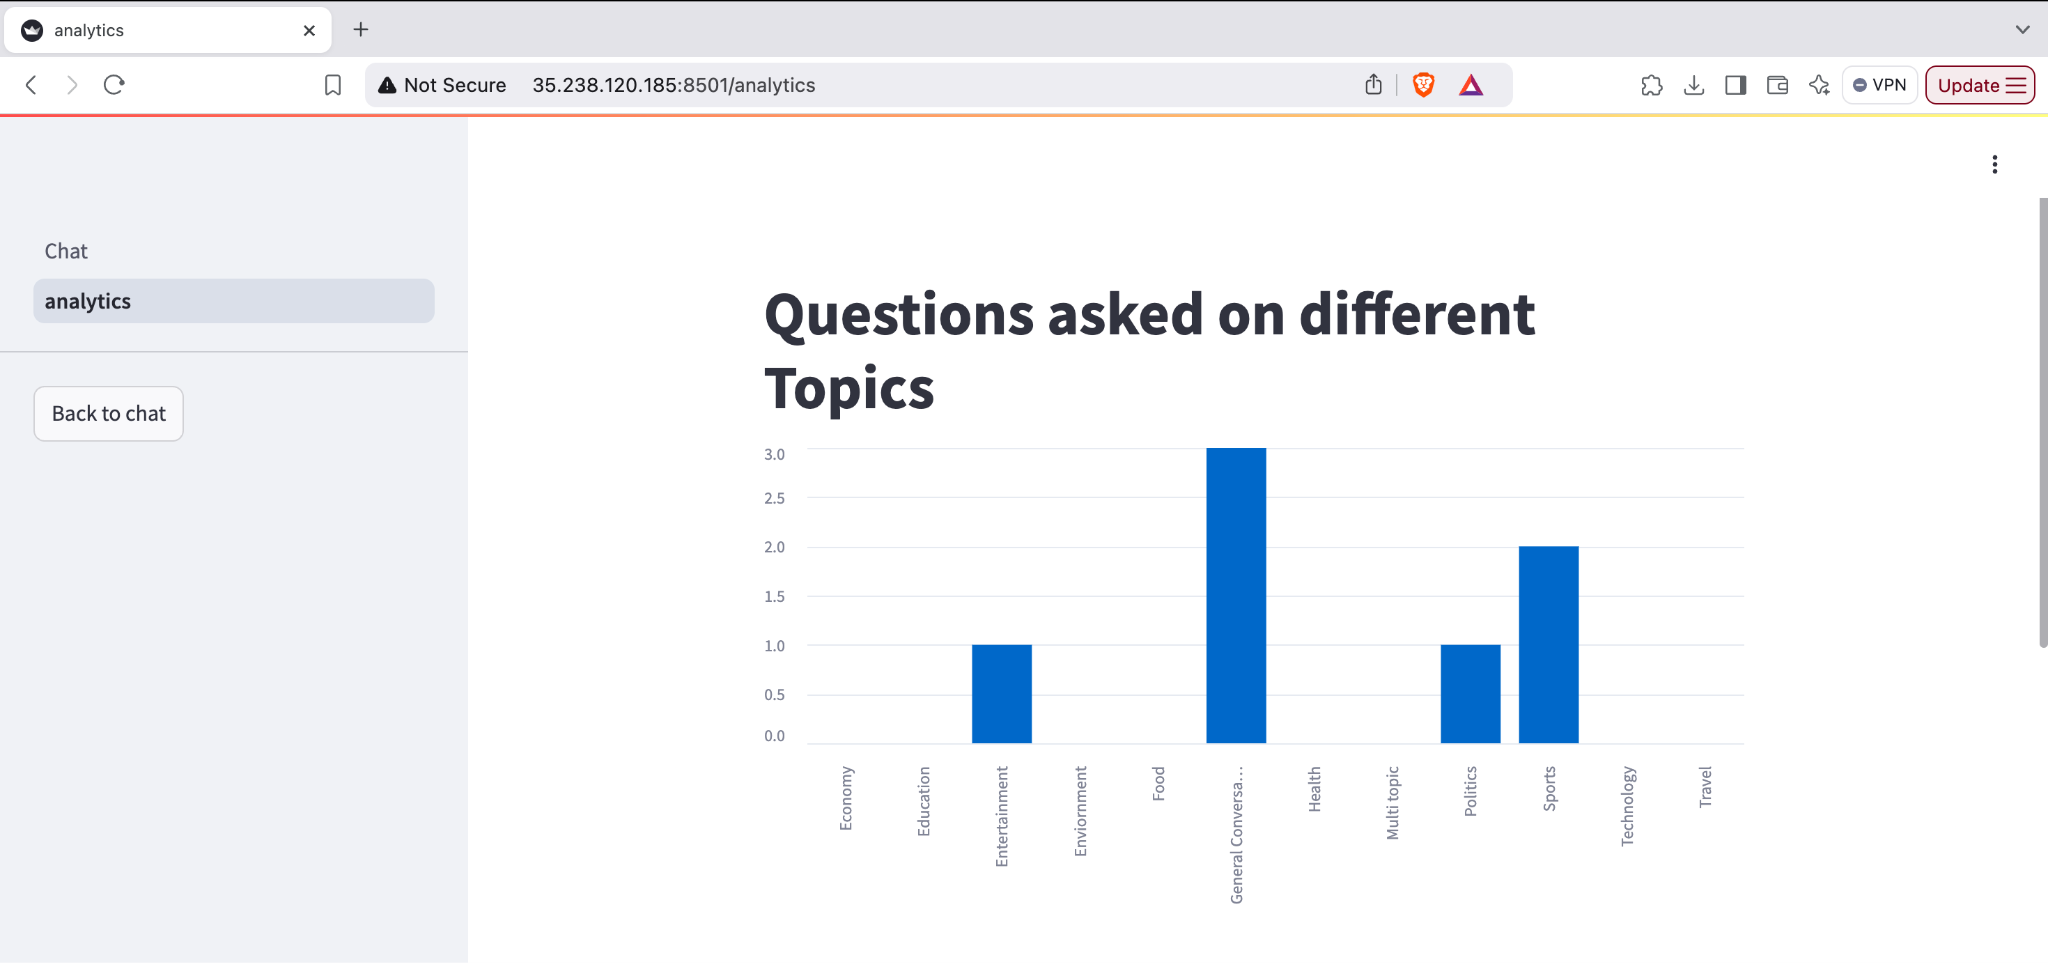 analytics
Not Secure 35.238.120.185:8501/analytics
VPN
Update
Chat
analytics
Back to chat
Questions asked on different
Topics
3.0
2.5
2.0
1.5
1.0
0.5
0.0
Economy
Education
Entertainment
Enviornment
Food
General Conversa...
Health
Multi topic
Politics
Sports
Technology
Travel